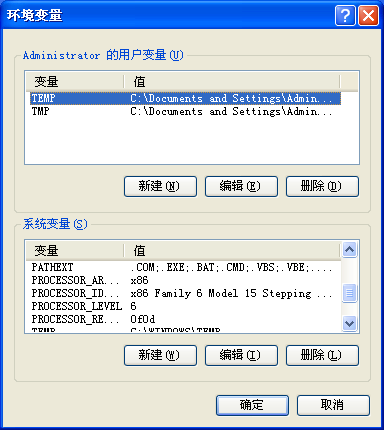 环境变量
Administrator 的用户变量(U)
变量 值
TEMP C:\Documents and Settings\Admin...
TMP C:\Documents and Settings\Admin...
新建(N) 编辑(E) 删除(D)
系统变量(S)
变量 值
PATHEXT .COM;.EXE;.BAT;.CMD;.VBS;.VBE;....
PROCESSOR_AR... x86
PROCESSOR_ID... x86 Family 6 Model 15 Stepping ...
PROCESSOR_LEVEL 6
PROCESSOR_RE... 0f0d
TEMP C:\WINDOWS\TEMP
新建(W) 编辑(I) 删除(L)
确定 取消